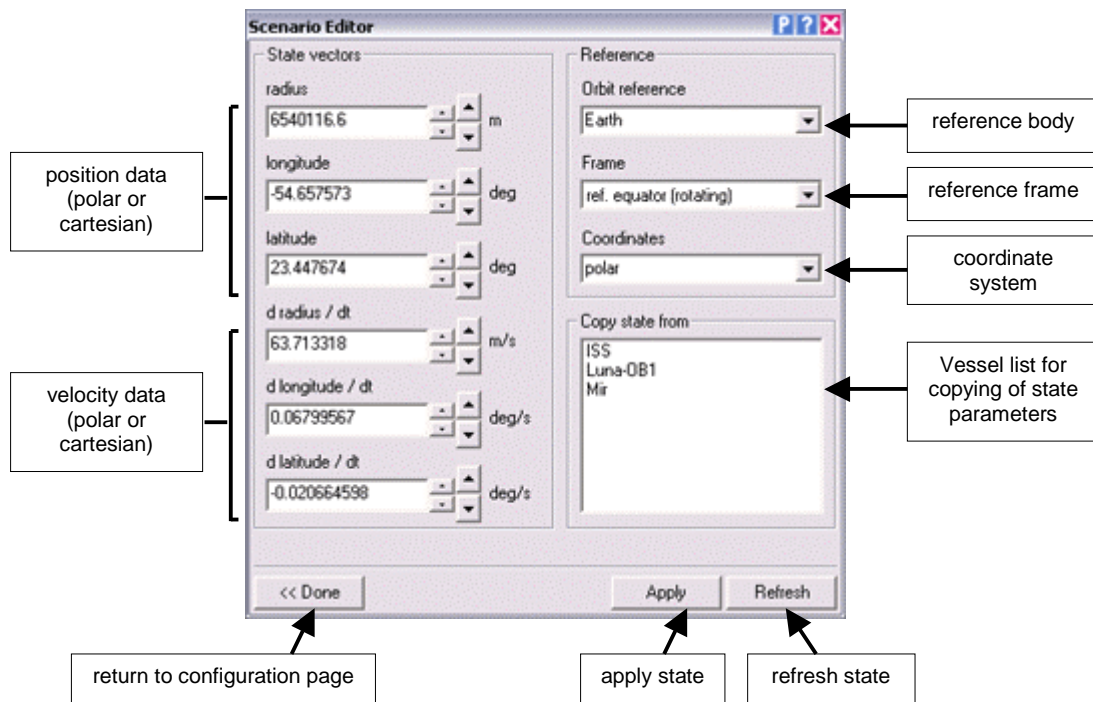 Scenario Editor
P ? X
State vectors
radius
6540116.6
m
longitude
-54.657573
deg
latitude
23.447674
deg
d radius / dt
63.713318
m/s
d longitude / dt
0.06799567
deg/s
d latitude / dt
-0.020664598
deg/s
Reference
Orbit reference
Earth
Frame
ref. equator (rotating)
Coordinates
polar
Copy state from
ISS
Luna-OB1
Mir
<< Done
Apply
Refresh
position data
(polar or
cartesian)
velocity data
(polar or
cartesian)
reference body
reference frame
coordinate
system
Vessel list for
copying of state
parameters
return to configuration page
apply state
refresh state